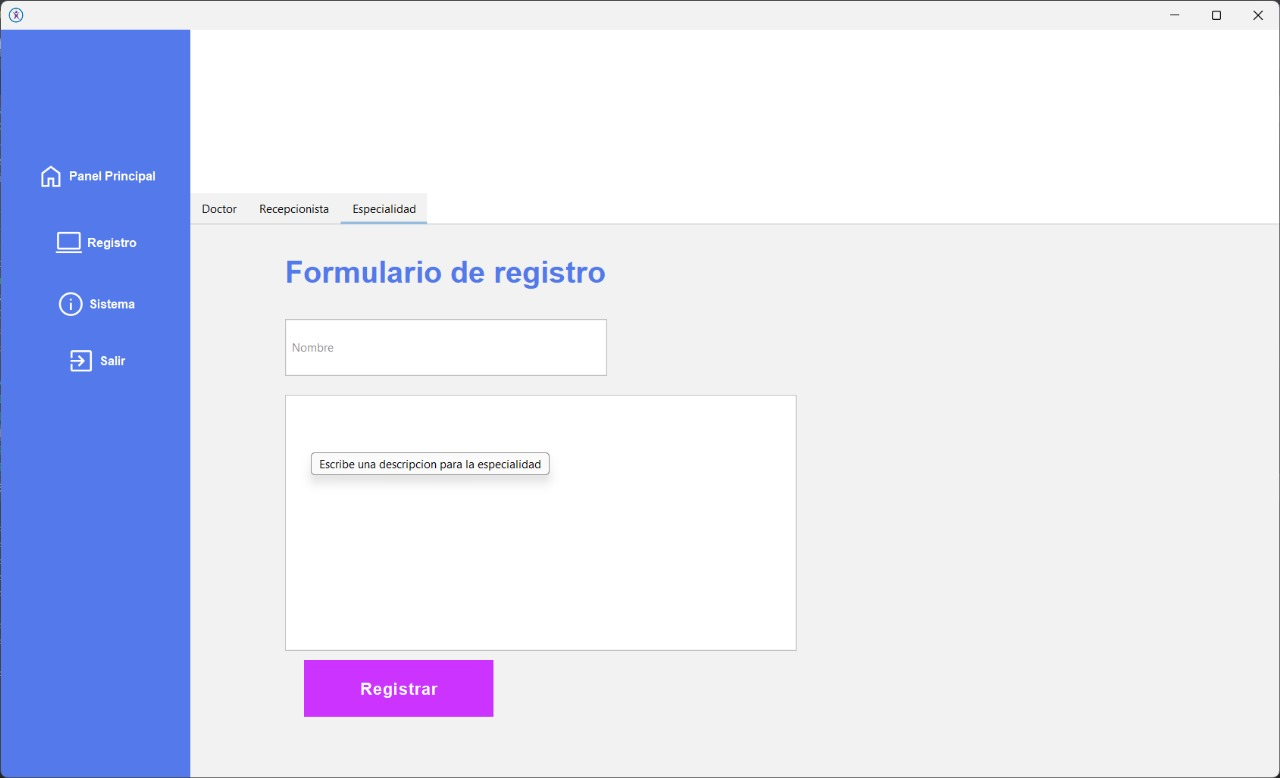 Panel Principal
Registro
Sistema
Salir
Doctor
Recepcionista
Especialidad
Formulario de registro
Nombre
Escribe una descripcion para la especialidad
Registrar